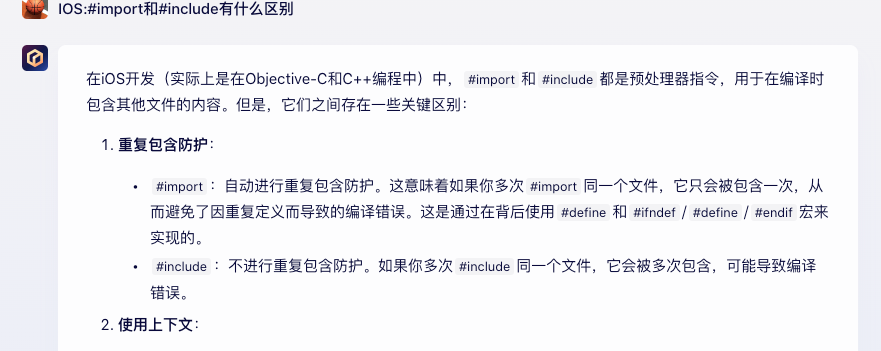 IOS:#import和#include有什么区别
在iOS开发（实际上是在Objective-C和C++编程中）中， #import 和 #include 都是预处理器指令，用于在编译时
包含其他文件的内容。但是，它们之间存在一些关键区别：
1. 重复包含防护：
• #import ：自动进行重复包含防护。这意味着如果你多次 #import 同一个文件，它只会被包含一次，从
而避免了因重复定义而导致的编译错误。这是通过在背后使用 #define 和 #ifndef / #define / #endif 宏来
实现的。
• #include ：不进行重复包含防护。如果你多次 #include 同一个文件，它会被多次包含，可能导致编译
错误。
2. 使用上下文：